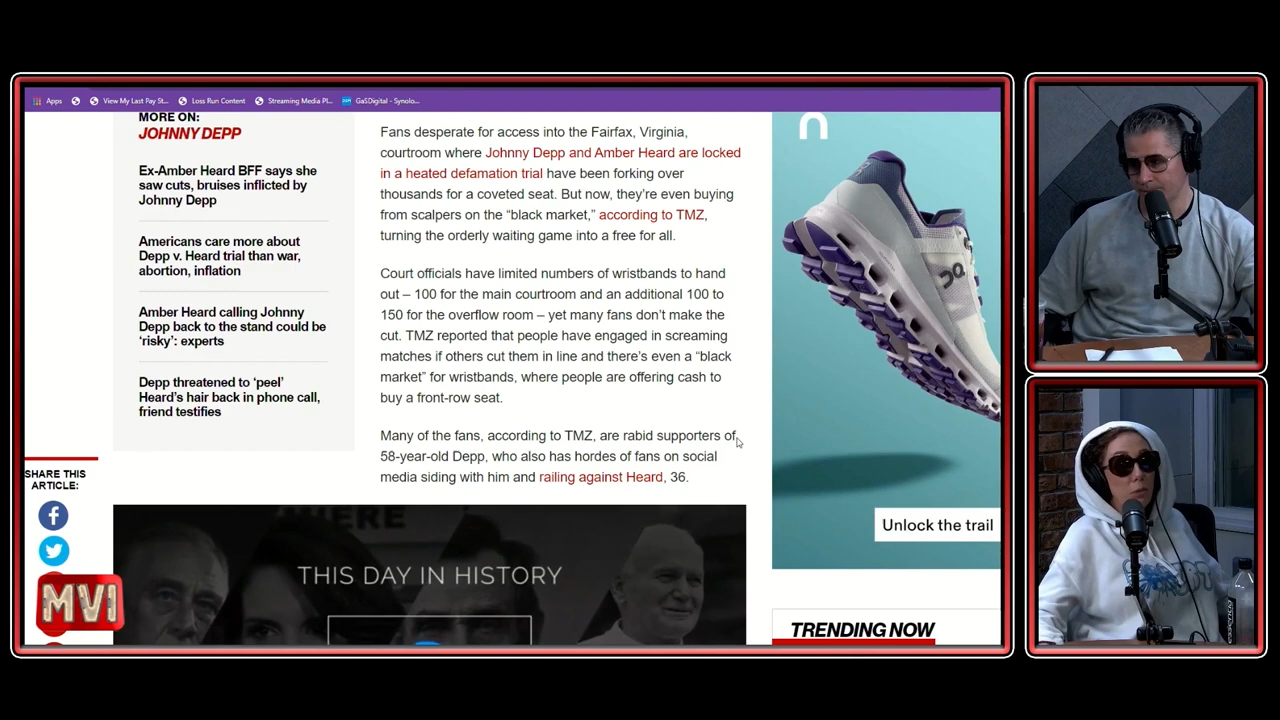 Apps
View My Last Pay St...
Loss Run Content
Streaming Media Pl...
GaSDigital - Synolo...
MORE ON:
JOHNNY DEPP
Ex-Amber Heard BFF says she
saw cuts, bruises inflicted by
Johnny Depp
Americans care more about
Depp v. Heard trial than war,
abortion, inflation
Amber Heard calling Johnny
Depp back to the stand could be
‘risky’: experts
Depp threatened to ‘peel’
Heard’s hair back in phone call,
friend testifies
SHARE THIS
ARTICLE:
MVI
Fans desperate for access into the Fairfax, Virginia,
courtroom where Johnny Depp and Amber Heard are locked
in a heated defamation trial have been forking over
thousands for a coveted seat. But now, they’re even buying
from scalpers on the “black market,” according to TMZ,
turning the orderly waiting game into a free for all.
Court officials have limited numbers of wristbands to hand
out – 100 for the main courtroom and an additional 100 to
150 for the overflow room – yet many fans don’t make the
cut. TMZ reported that people have engaged in screaming
matches if others cut them in line and there’s even a “black
market” for wristbands, where people are offering cash to
buy a front-row seat.
Many of the fans, according to TMZ, are rabid supporters of
58-year-old Depp, who also has hordes of fans on social
media siding with him and railing against Heard, 36.
THIS DAY IN HISTORY
Unlock the trail
TRENDING NOW